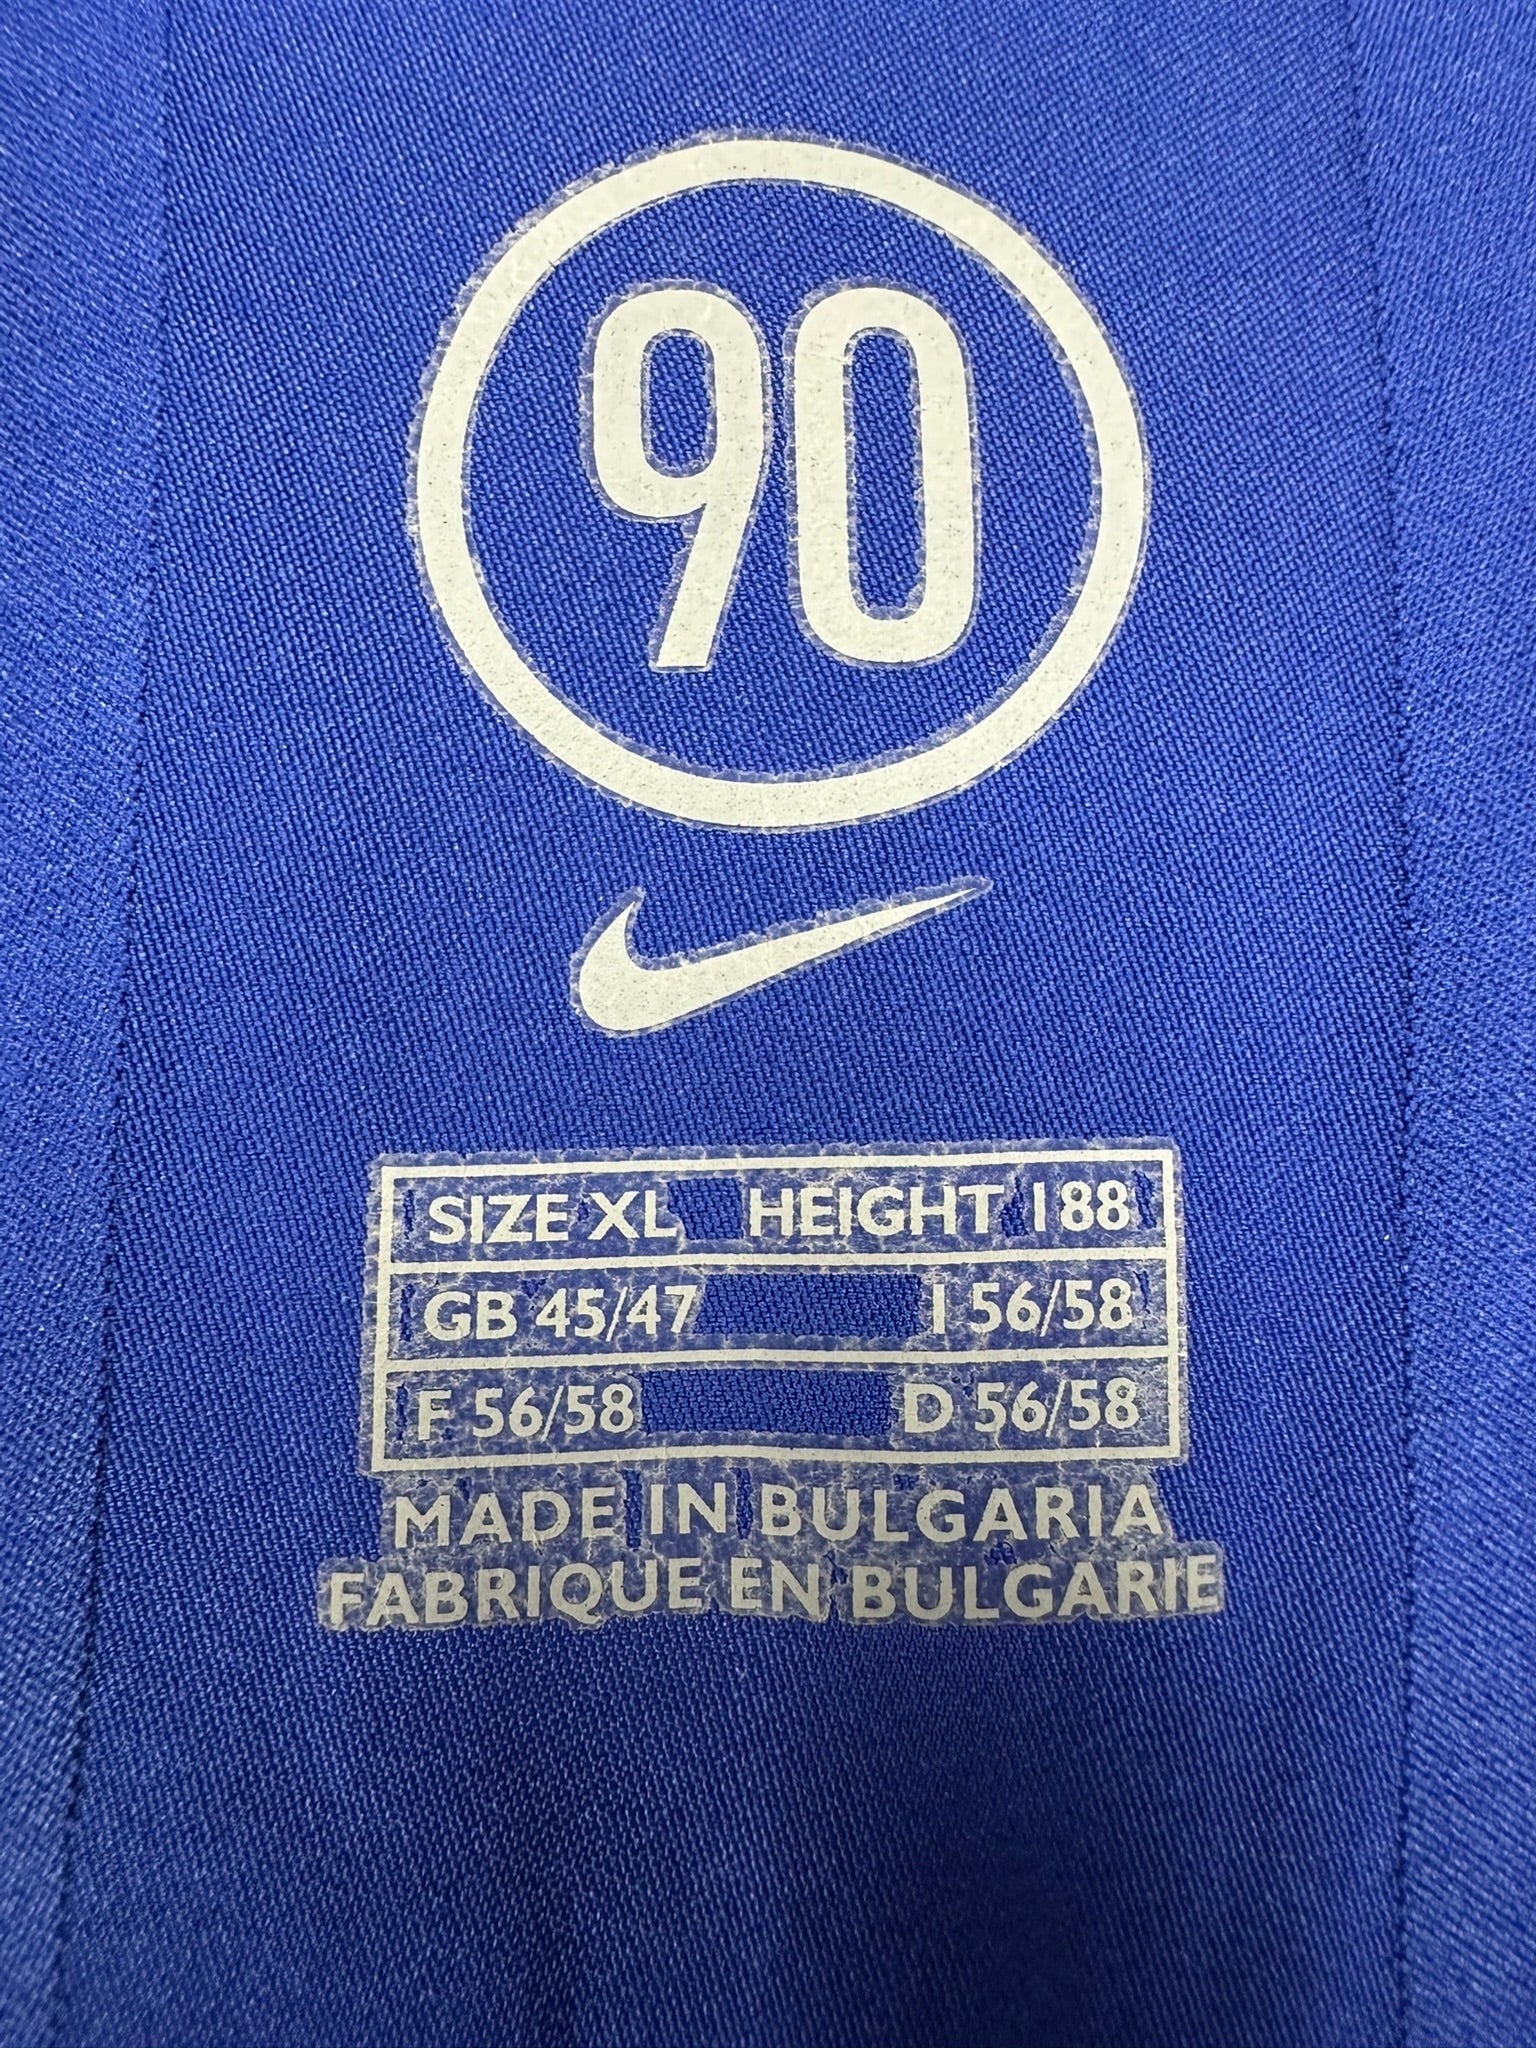 90
SIZE XL HEIGHT 188
GB 45/47 I 56/58
F 56/58 D 56/58
MADE IN BULGARIA
FABRIQUE EN BULGARIE